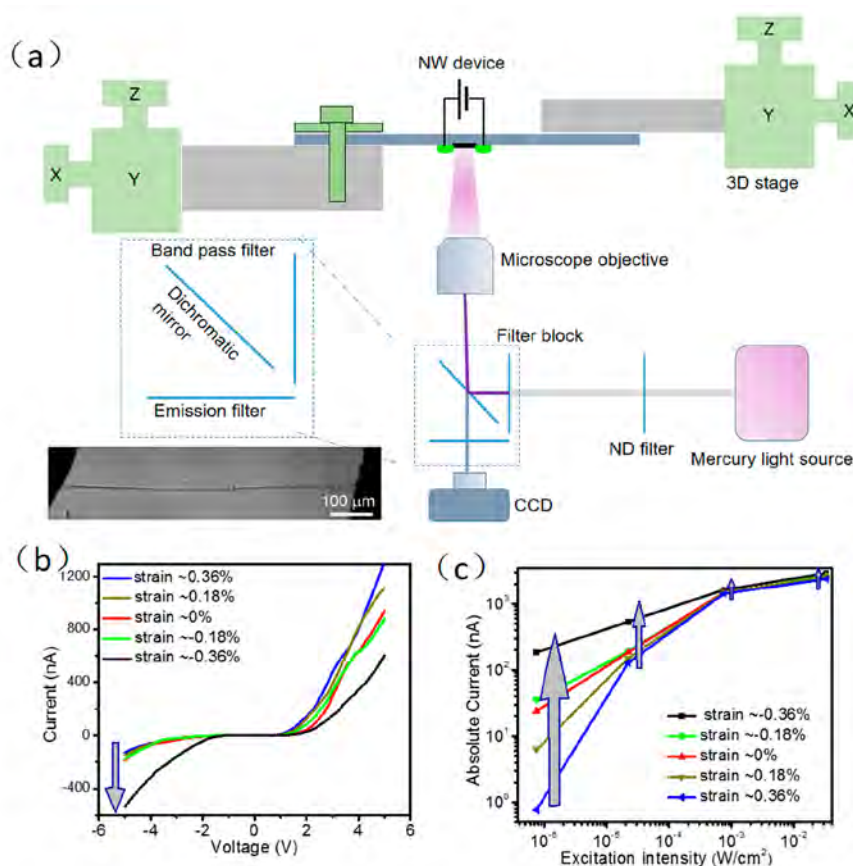 (a)
Z
X
Y
NW device
Z
X
Y
3D stage
Band pass filter
Dichromatic
mirror
Emission filter
100 μm
Microscope objective
Filter block
ND filter
Mercury light source
CCD
(b)
strain ~0.36%
strain ~0.18%
strain ~0%
strain ~-0.18%
strain ~-0.36%
1200
800
400
0
-400
Current (nA)
-6 -4 -2 0 2 4 6
Voltage (V)
(c)
10³
10²
10¹
10⁰
Absolute Current (nA)
strain ~-0.36%
strain ~-0.18%
strain ~0%
strain ~0.18%
strain ~0.36%
10⁻⁶ 10⁻⁵ 10⁻⁴ 10⁻³ 10⁻²
Excitation intensity (W/cm²)